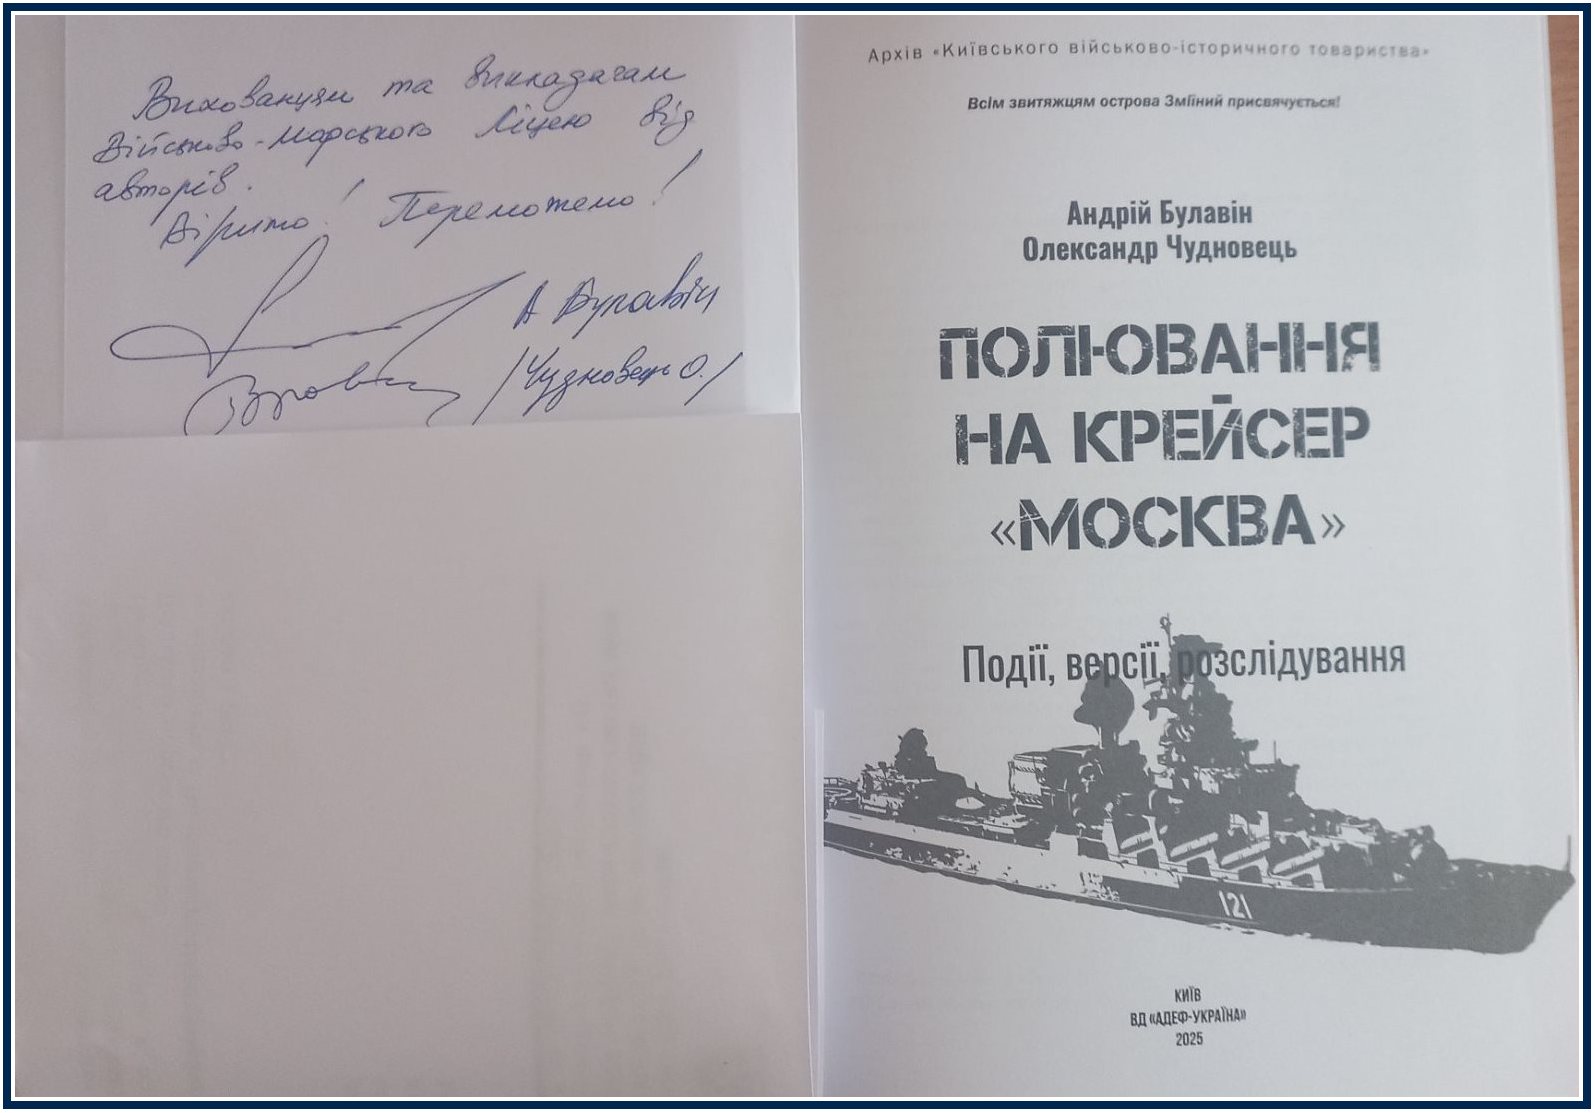 Вихованцям та викладачам
Військово-Морського Ліцею від
авторів.
Віримо! Переможемо!
А Булавін
/Чудновець О./
Архів «Київського військово-історичного товариства»
Всім звитяжцям острова Зміїний присвячується!
Андрій Булавін
Олександр Чудновець
ПОЛЮВАННЯ
НА КРЕЙСЕР
«МОСКВА»
Події, версії, розслідування
121
КИЇВ
ВД «АДЕФ-УКРАЇНА»
2025